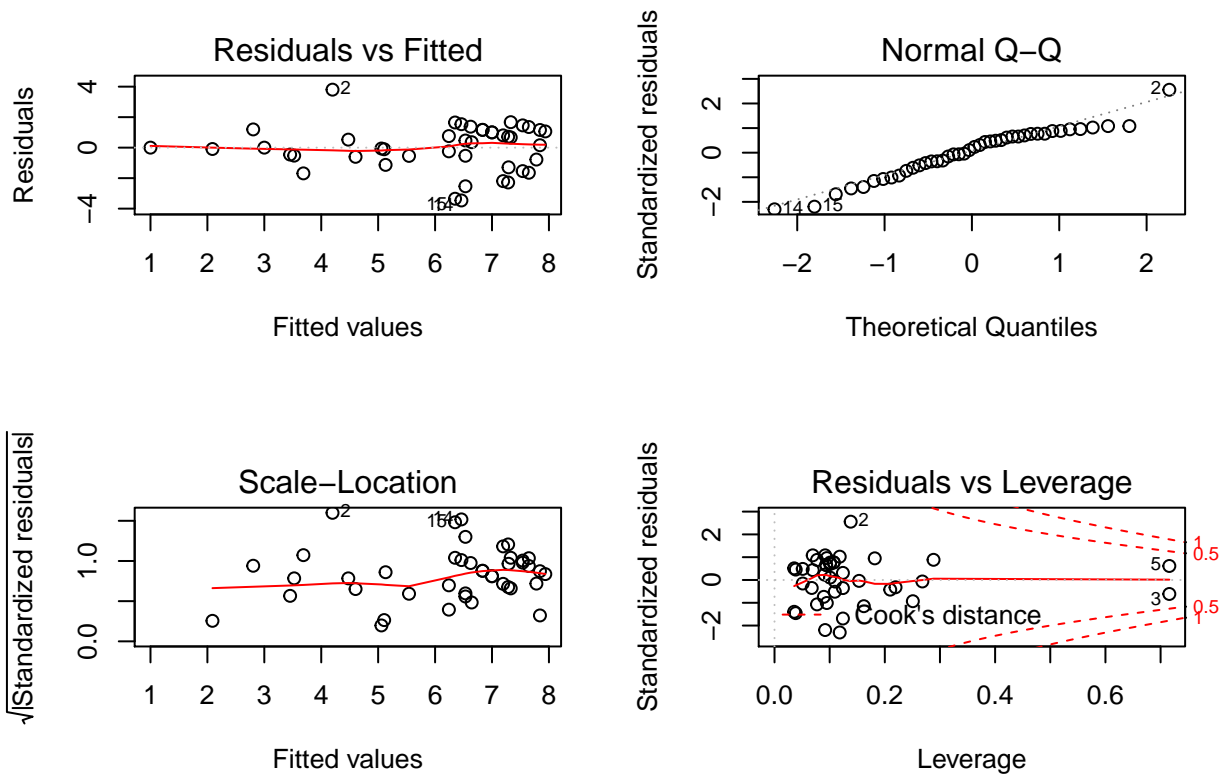 Residuals vs Fitted
Residuals
4
0
−4
2
15
14
1 2 3 4 5 6 7 8
Fitted values
Normal Q−Q
Standardized residuals
2
0
−2
2
14
15
−2 −1 0 1 2
Theoretical Quantiles
Scale−Location
√|Standardized residuals|
1.0
0.0
2
14
15
1 2 3 4 5 6 7 8
Fitted values
Residuals vs Leverage
Standardized residuals
2
0
−2
2
5
3
1
0.5
0.5
1
Cook's distance
0.0 0.2 0.4 0.6
Leverage